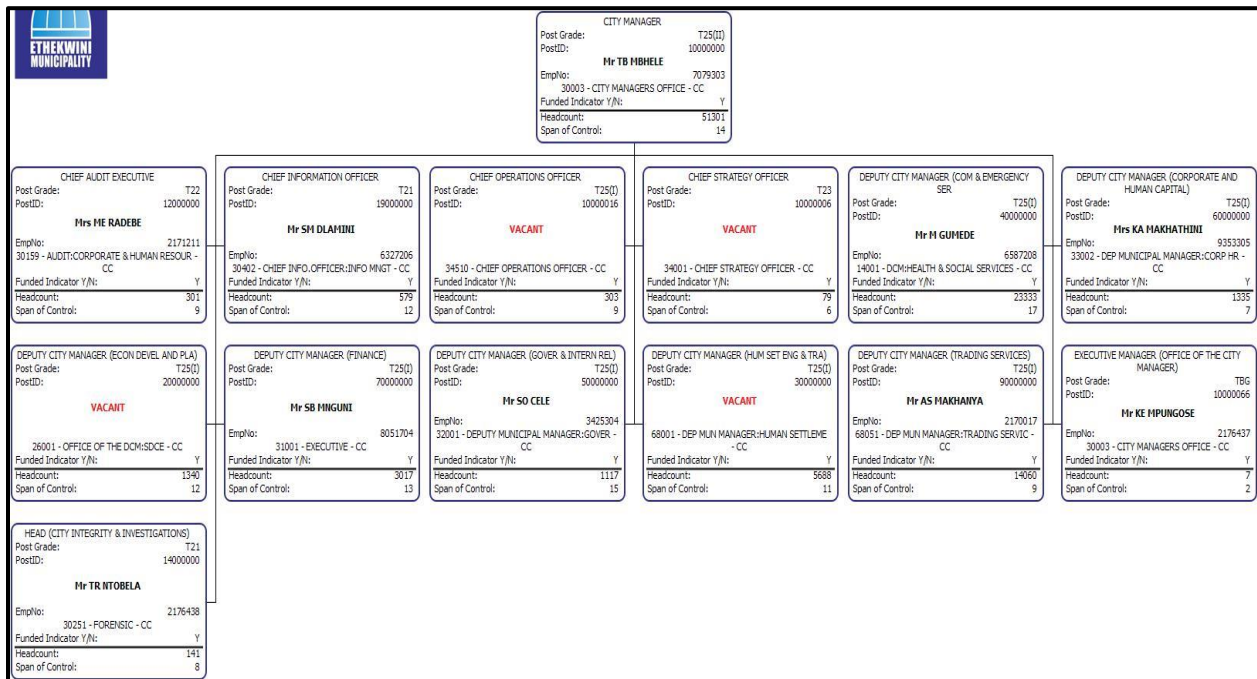 ETHEKWINI
MUNICIPALITY
CITY MANAGER
Post Grade: T25(II)
PostID: 10000000
Mr TB MBHELE
EmpNo: 7079303
30003 - CITY MANAGERS OFFICE - CC
Funded Indicator Y/N: Y
Headcount: 51301
Span of Control: 14
CHIEF AUDIT EXECUTIVE
Post Grade: T22
PostID: 12000000
Mrs ME RADEBE
EmpNo: 2171211
30159 - AUDIT:CORPORATE & HUMAN RESOUR -
CC
Funded Indicator Y/N: Y
Headcount: 301
Span of Control: 9
CHIEF INFORMATION OFFICER
Post Grade: T21
PostID: 19000000
Mr SM DLAMINI
EmpNo: 6327206
30402 - CHIEF INFO.OFFICER:INFO MNGT - CC
Funded Indicator Y/N: Y
Headcount: 579
Span of Control: 12
CHIEF OPERATIONS OFFICER
Post Grade: T25(I)
PostID: 10000016
VACANT
34510 - CHIEF OPERATIONS OFFICER - CC
Funded Indicator Y/N: Y
Headcount: 303
Span of Control: 9
CHIEF STRATEGY OFFICER
Post Grade: T23
PostID: 10000006
VACANT
34001 - CHIEF STRATEGY OFFICER - CC
Funded Indicator Y/N: Y
Headcount: 79
Span of Control: 6
DEPUTY CITY MANAGER (COM & EMERGENCY
SER
Post Grade: T25(I)
PostID: 40000000
Mr M GUMEDE
EmpNo: 6587208
14001 - DCM:HEALTH & SOCIAL SERVICES - CC
Funded Indicator Y/N: Y
Headcount: 23333
Span of Control: 17
DEPUTY CITY MANAGER (CORPORATE AND
HUMAN CAPITAL)
Post Grade: T25(I)
PostID: 60000000
Mrs KA MAKHATHINI
EmpNo: 9353305
33002 - DEP MUNICIPAL MANAGER:CORP HR -
CC
Funded Indicator Y/N: Y
Headcount: 1335
Span of Control: 7
DEPUTY CITY MANAGER (ECON DEVEL AND PLA)
Post Grade: T25(I)
PostID: 20000000
VACANT
26001 - OFFICE OF THE DCM:SDCE - CC
Funded Indicator Y/N: Y
Headcount: 1340
Span of Control: 12
DEPUTY CITY MANAGER (FINANCE)
Post Grade: T25(I)
PostID: 70000000
Mr SB MNGUNI
EmpNo: 8051704
31001 - EXECUTIVE - CC
Funded Indicator Y/N: Y
Headcount: 3017
Span of Control: 13
DEPUTY CITY MANAGER (GOVER & INTERN REL)
Post Grade: T25(I)
PostID: 50000000
Mr SO CELE
EmpNo: 3425304
32001 - DEPUTY MUNICIPAL MANAGER:GOVER -
CC
Funded Indicator Y/N: Y
Headcount: 1117
Span of Control: 15
DEPUTY CITY MANAGER (HUM SET ENG & TRA)
Post Grade: T25(I)
PostID: 30000000
VACANT
68001 - DEP MUN MANAGER:HUMAN SETTLEME
- CC
Funded Indicator Y/N: Y
Headcount: 5688
Span of Control: 11
DEPUTY CITY MANAGER (TRADING SERVICES)
Post Grade: T25(I)
PostID: 90000000
Mr AS MAKHANYA
EmpNo: 2170017
68051 - DEP MUN MANAGER:TRADING SERVIC -
CC
Funded Indicator Y/N: Y
Headcount: 14060
Span of Control: 9
EXECUTIVE MANAGER (OFFICE OF THE CITY
MANAGER)
Post Grade: TBG
PostID: 10000066
Mr KE MPUNGOSE
EmpNo: 2176437
30003 - CITY MANAGERS OFFICE - CC
Funded Indicator Y/N: Y
Headcount: 7
Span of Control: 2
HEAD (CITY INTEGRITY & INVESTIGATIONS)
Post Grade: T21
PostID: 14000000
Mr TR NTOBELA
EmpNo: 2176438
30251 - FORENSIC - CC
Funded Indicator Y/N: Y
Headcount: 141
Span of Control: 8